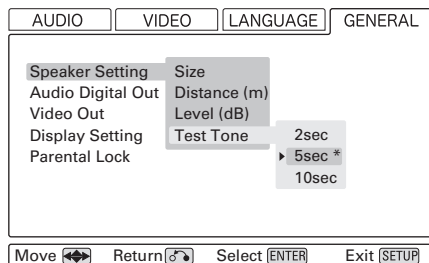 AUDIO VIDEO LANGUAGE GENERAL
Speaker Setting Size
Audio Digital Out Distance (m)
Video Out Level (dB)
Display Setting Test Tone 2sec
Parental Lock 5sec *
10sec
Move Return Select ENTER Exit SETUP